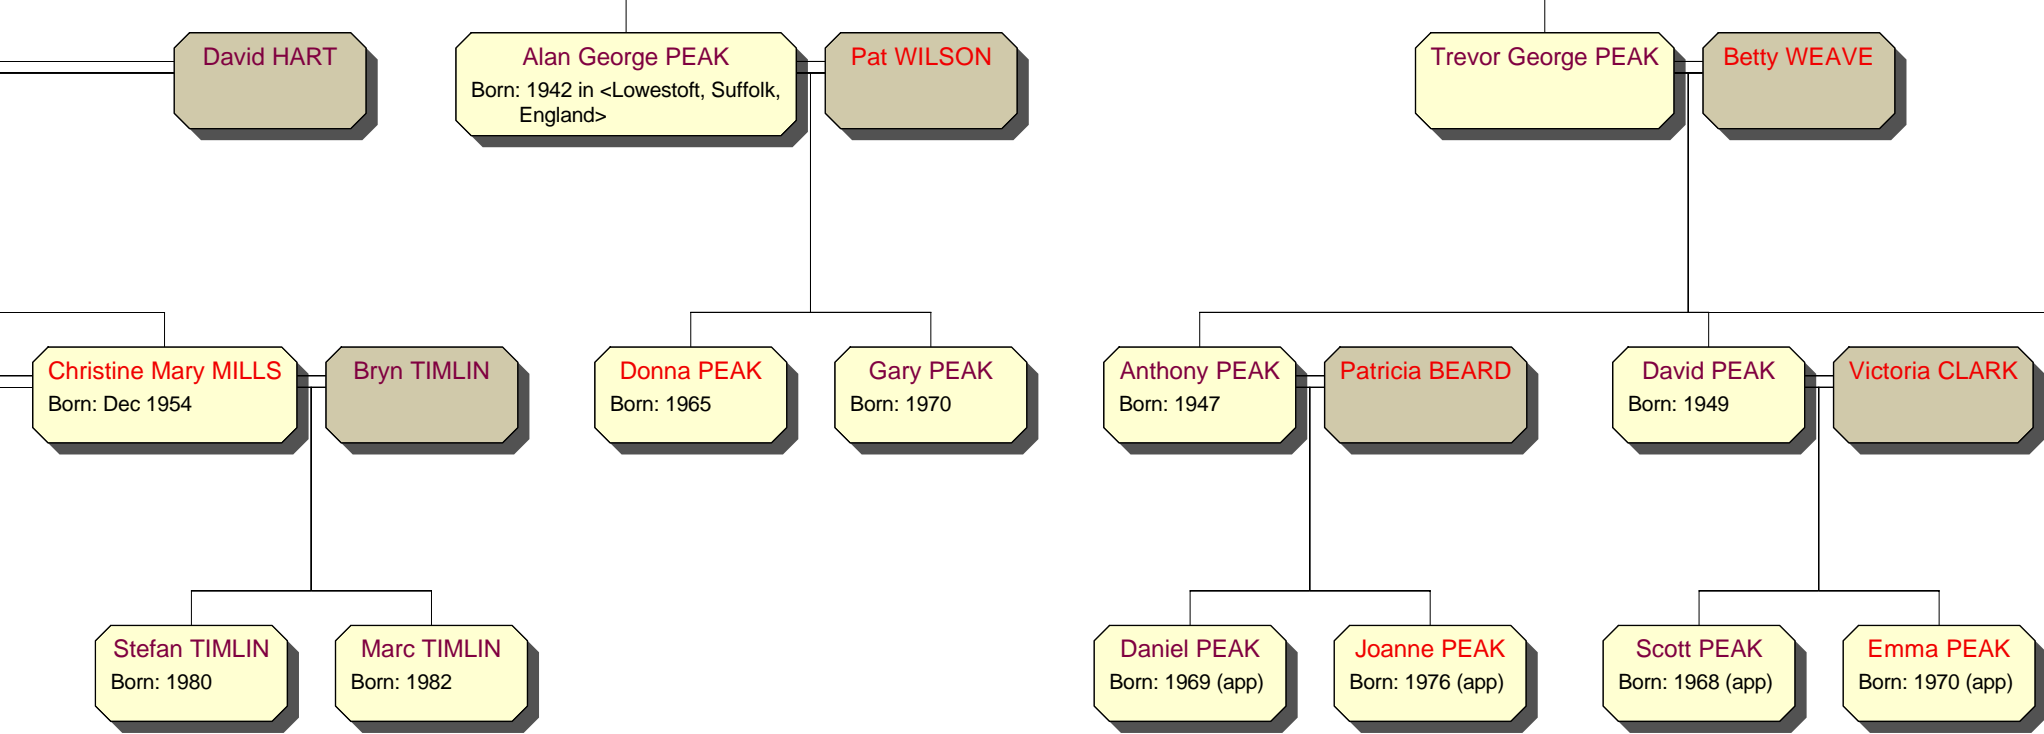 David HART
Alan George PEAK
Born: 1942 in <Lowestoft, Suffolk,
England>
Pat WILSON
Trevor George PEAK
Betty WEAVE
Christine Mary MILLS
Born: Dec 1954
Bryn TIMLIN
Donna PEAK
Born: 1965
Gary PEAK
Born: 1970
Anthony PEAK
Born: 1947
Patricia BEARD
David PEAK
Born: 1949
Victoria CLARK
Stefan TIMLIN
Born: 1980
Marc TIMLIN
Born: 1982
Daniel PEAK
Born: 1969 (app)
Joanne PEAK
Born: 1976 (app)
Scott PEAK
Born: 1968 (app)
Emma PEAK
Born: 1970 (app)